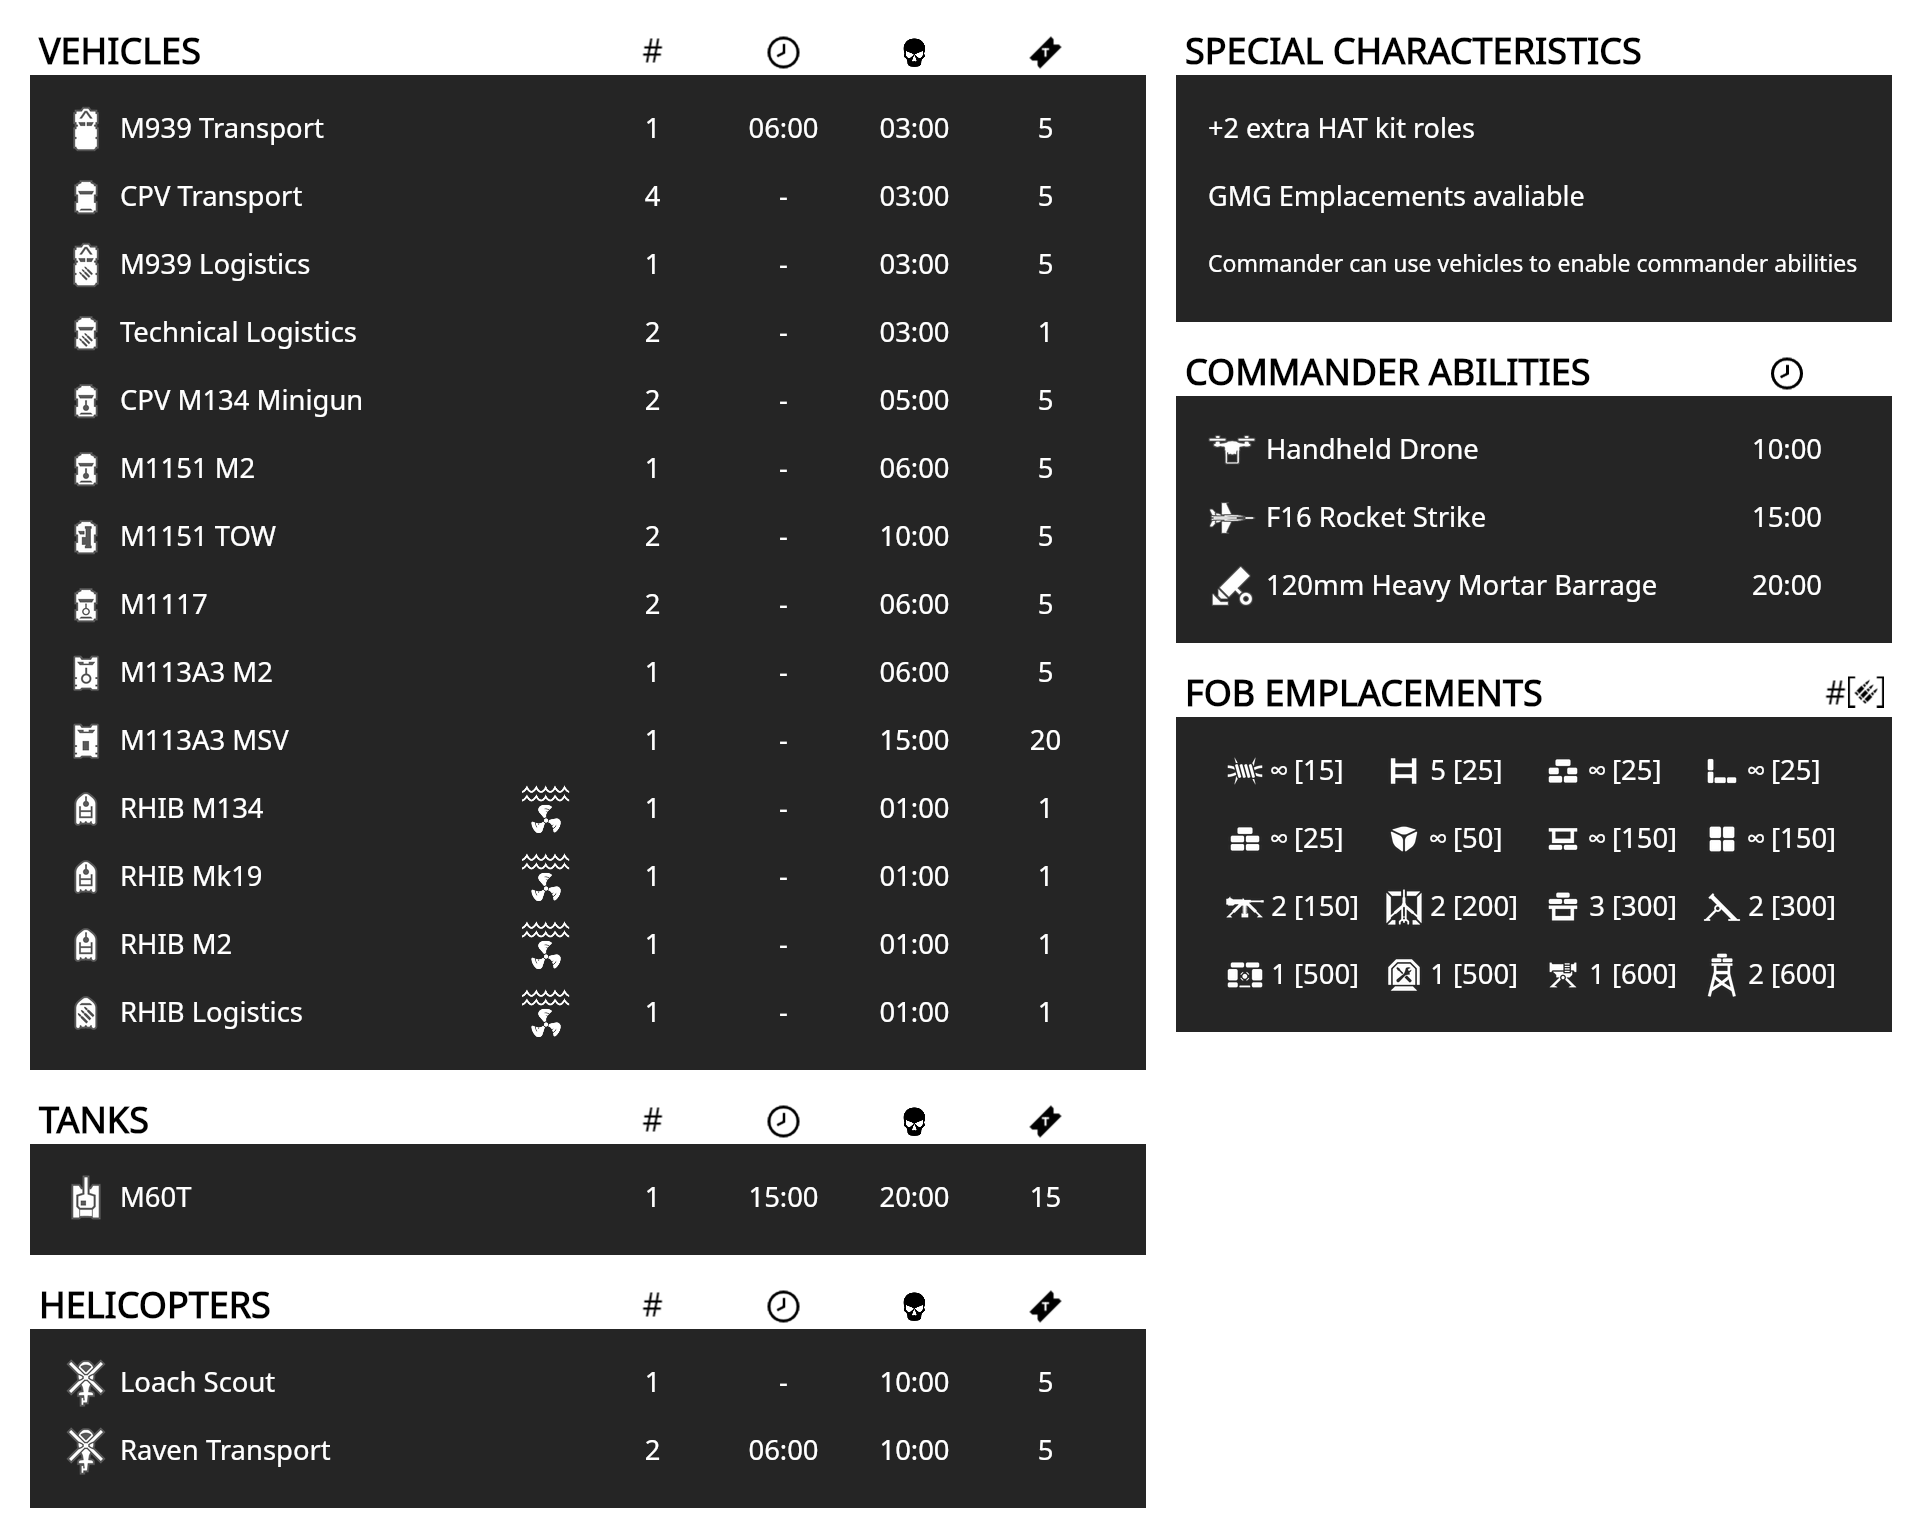 VEHICLES #
M939 Transport 1 06:00 03:00 5
CPV Transport 4 - 03:00 5
M939 Logistics 1 - 03:00 5
Technical Logistics 2 - 03:00 1
CPV M134 Minigun 2 - 05:00 5
M1151 M2 1 - 06:00 5
M1151 TOW 2 - 10:00 5
M1117 2 - 06:00 5
M113A3 M2 1 - 06:00 5
M113A3 MSV 1 - 15:00 20
RHIB M134 1 - 01:00 1
RHIB Mk19 1 - 01:00 1
RHIB M2 1 - 01:00 1
RHIB Logistics 1 - 01:00 1
TANKS #
M60T 1 15:00 20:00 15
HELICOPTERS #
Loach Scout 1 - 10:00 5
Raven Transport 2 06:00 10:00 5
SPECIAL CHARACTERISTICS
+2 extra HAT kit roles
GMG Emplacements avaliable
Commander can use vehicles to enable commander abilities
COMMANDER ABILITIES
Handheld Drone 10:00
F16 Rocket Strike 15:00
120mm Heavy Mortar Barrage 20:00
FOB EMPLACEMENTS #[ ]
∞ [15] 5 [25] ∞ [25] ∞ [25]
∞ [25] ∞ [50] ∞ [150] ∞ [150]
2 [150] 2 [200] 3 [300] 2 [300]
1 [500] 1 [500] 1 [600] 2 [600]